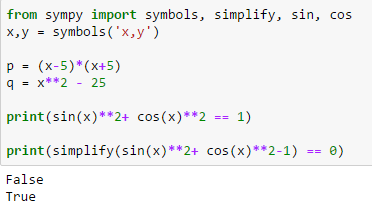 from sympy import symbols, simplify, sin, cos
x,y = symbols('x,y')
p = (x-5)*(x+5)
q = x**2 - 25
print(sin(x)**2+ cos(x)**2 == 1)
print(simplify(sin(x)**2+ cos(x)**2-1) == 0)
False
True